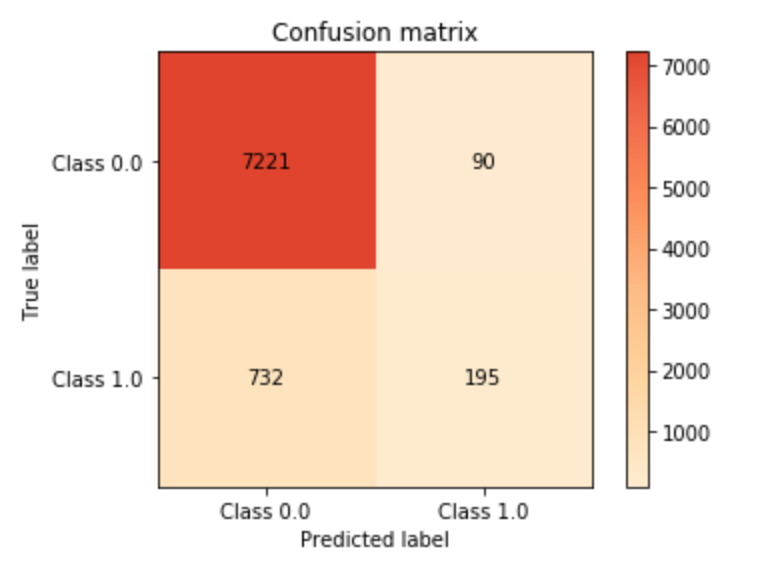 Confusion matrix
7000
6000
5000
4000
3000
2000
1000
True label
Class 0.0
7221
90
Class 1.0
732
195
Class 0.0
Class 1.0
Predicted label